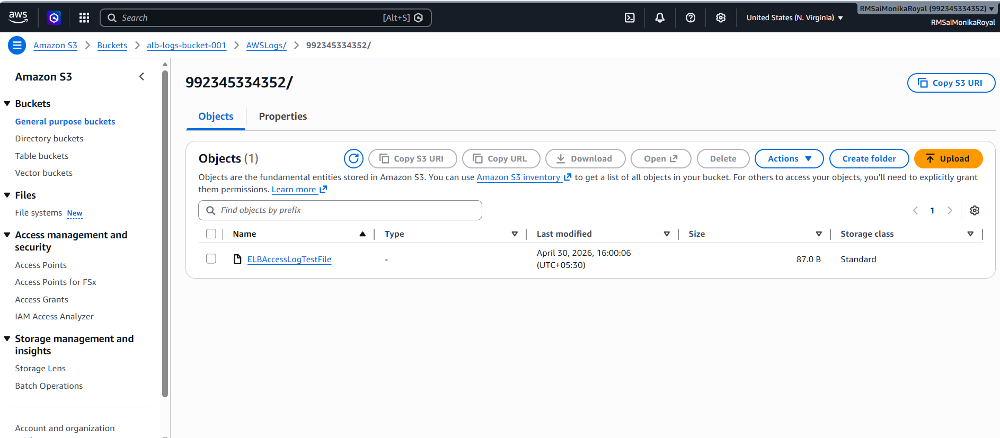 aws
Search
[Alt+S]
United States (N. Virginia)
RMSaiMonikaRoyal (992345334352)
RMSaiMonikaRoyal
Amazon S3
Buckets
alb-logs-bucket-001
AWSLogs/
992345334352/
Amazon S3
Buckets
General purpose buckets
Directory buckets
Table buckets
Vector buckets
Files
File systems New
Access management and
security
Access Points
Access Points for FSx
Access Grants
IAM Access Analyzer
Storage management and
insights
Storage Lens
Batch Operations
Account and organization
992345334352/
Copy S3 URI
Objects
Properties
Objects (1)
Copy S3 URI
Copy URL
Download
Open
Delete
Actions
Create folder
Upload
Objects are the fundamental entities stored in Amazon S3. You can use Amazon S3 inventory to get a list of all objects in your bucket. For others to access your objects, you'll need to explicitly grant
them permissions. Learn more
Find objects by prefix
1
Name
Type
Last modified
Size
Storage class
ELBAccessLogTestFile
-
April 30, 2026, 16:00:06
(UTC+05:30)
87.0 B
Standard